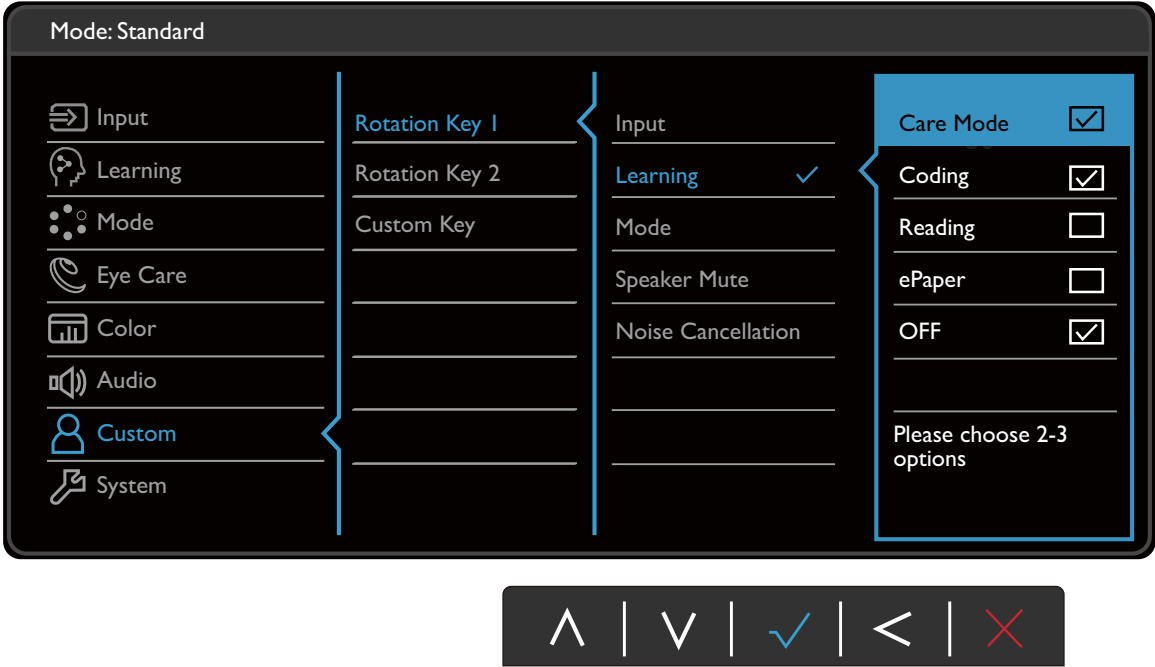 Mode: Standard
Input
Learning
Mode
Eye Care
Color
Audio
Custom
System
Rotation Key 1
Rotation Key 2
Custom Key
Input
Learning
Mode
Speaker Mute
Noise Cancellation
Care Mode
Coding
Reading
ePaper
OFF
Please choose 2-3
options